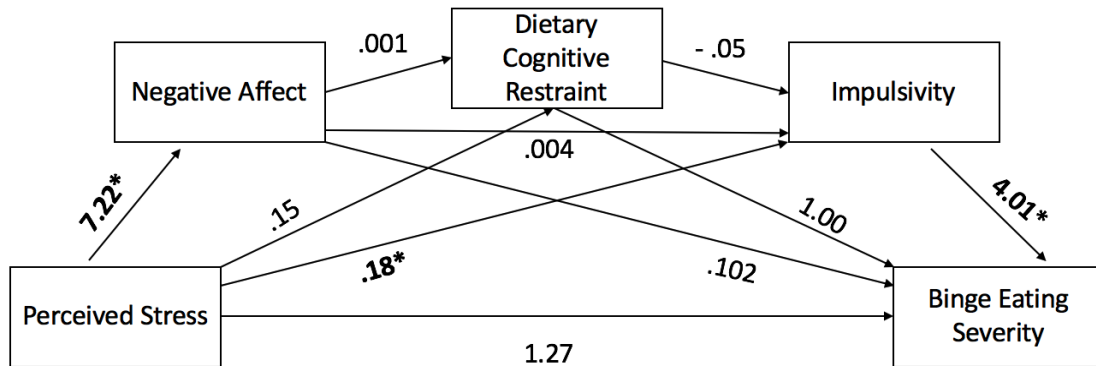 Dietary
Cognitive
Restraint
.001
- .05
Negative Affect
Impulsivity
.004
7.22*
.15
.18*
1.00
4.01*
.102
Perceived Stress
Binge Eating
Severity
1.27